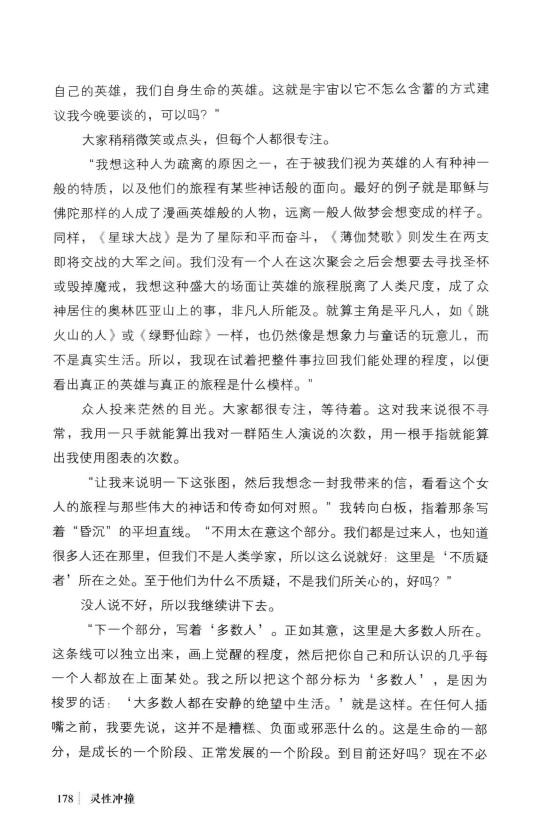 自己的英雄，我们自身生命的英雄。这就是宇宙以它不怎么含蓄的方式建
议我今晚要谈的，可以吗？”
大家稍稍微笑或点头，但每个人都很专注。
“我想这种人为疏离的原因之一，在于被我们视为英雄的人有种神一
般的特质，以及他们的旅程有某些神话般的面向。最好的例子就是耶稣与
佛陀那样的人成了漫画英雄般的人物，远离一般人做梦会想变成的样子。
同样，《星球大战》是为了星际和平而奋斗，《薄伽梵歌》则发生在两支
即将交战的大军之间。我们没有一个人在这次聚会之后会想要去寻找圣杯
或毁掉魔戒，我想这种盛大的场面让英雄的旅程脱离了人类尺度，成了众
神居住的奥林匹亚山上的事，非凡人所能及。就算主角是平凡人，如《跳
火山的人》或《绿野仙踪》一样，也仍然像是想象力与童话的玩意儿，而
不是真实生活。所以，我现在试着把整件事拉回我们能处理的程度，以便
看出真正的英雄与真正的旅程是什么模样。”
众人投来茫然的目光。大家都很专注，等待着。这对我来说很不寻
常，我用一只手就能算出我对一群陌生人演说的次数，用一根手指就能算
出我使用图表的次数。
“让我来说明一下这张图，然后我想念一封我带来的信，看看这个女
人的旅程与那些伟大的神话和传奇如何对照。”我转向白板，指着那条写
着“昏沉”的平坦直线。“不用太在意这个部分。我们都是过来人，也知道
很多人还在那里，但我们不是人类学家，所以这么说就好：这里是‘不质疑
者’所在之处。至于他们为什么不质疑，不是我们所关心的，好吗？”
没人说不好，所以我继续讲下去。
“下一个部分，写着‘多数人’。正如其意，这里是大多数人所在。
这条线可以独立出来，画上觉醒的程度，然后把你自己和所认识的几乎每
一个人都放在上面某处。我之所以把这个部分标为‘多数人’，是因为
梭罗的话：‘大多数人都在安静的绝望中生活。’就是这样。在任何人插
嘴之前，我要先说，这并不是糟糕、负面或邪恶什么的。这是生命的一部
分，是成长的一个阶段、正常发展的一个阶段。到目前还好吗？现在不必
178 灵性冲撞